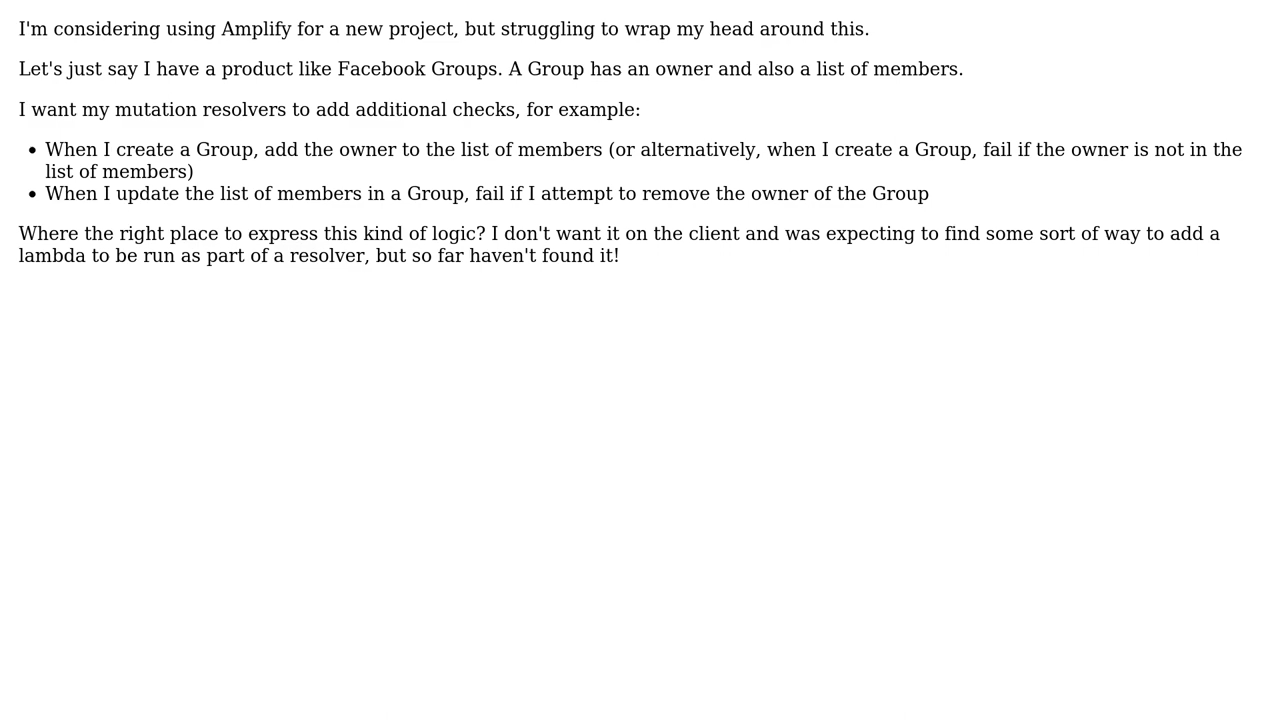 I'm considering using Amplify for a new project, but struggling to wrap my head around this.
Let's just say I have a product like Facebook Groups. A Group has an owner and also a list of members.
I want my mutation resolvers to add additional checks, for example:
• When I create a Group, add the owner to the list of members (or alternatively, when I create a Group, fail if the owner is not in the
list of members)
• When I update the list of members in a Group, fail if I attempt to remove the owner of the Group
Where the right place to express this kind of logic? I don't want it on the client and was expecting to find some sort of way to add a
lambda to be run as part of a resolver, but so far haven't found it!